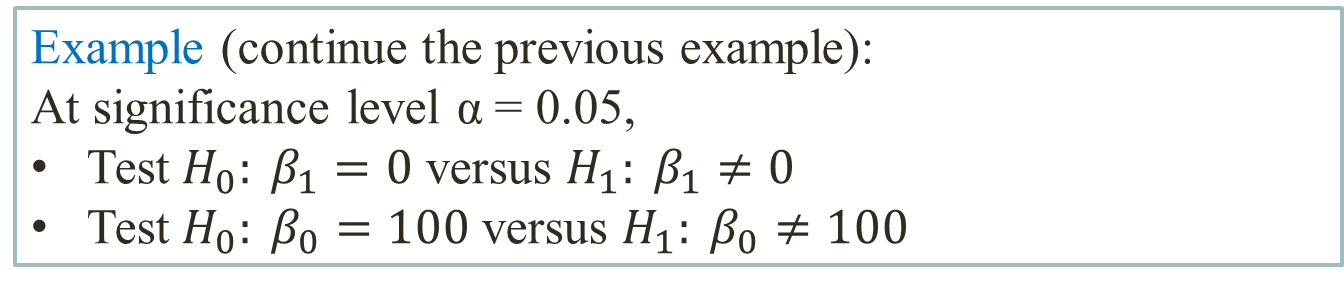 Example (continue the previous example):
At significance level α = 0.05,
• Test 𝐻₀: 𝛽₁ = 0 versus 𝐻₁: 𝛽₁ ≠ 0
• Test 𝐻₀: 𝛽₀ = 100 versus 𝐻₁: 𝛽₀ ≠ 100